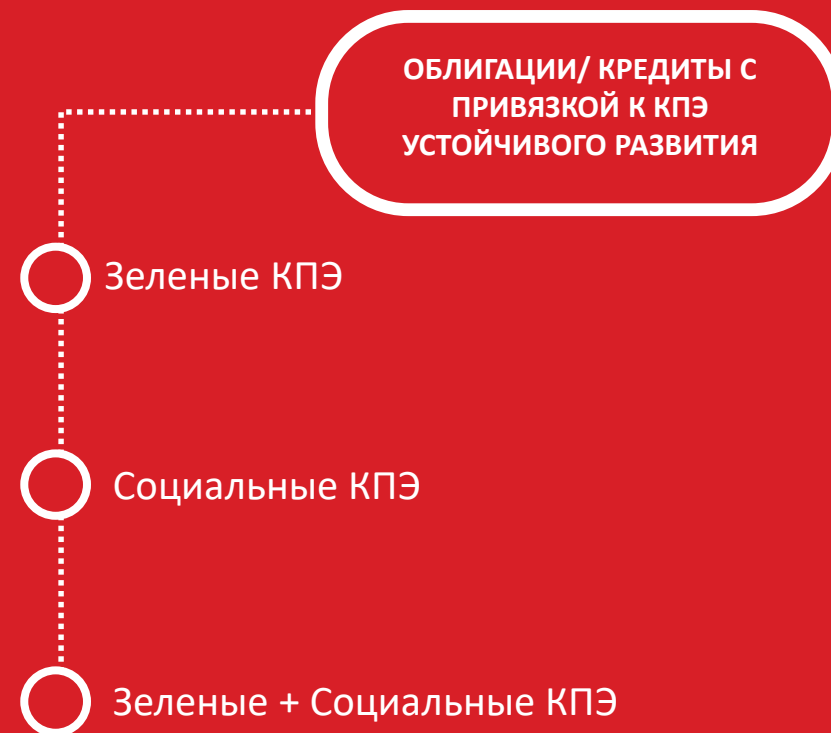 ОБЛИГАЦИИ/ КРЕДИТЫ С
ПРИВЯЗКОЙ К КПЭ
УСТОЙЧИВОГО РАЗВИТИЯ
Зеленые КПЭ
Социальные КПЭ
Зеленые + Социальные КПЭ